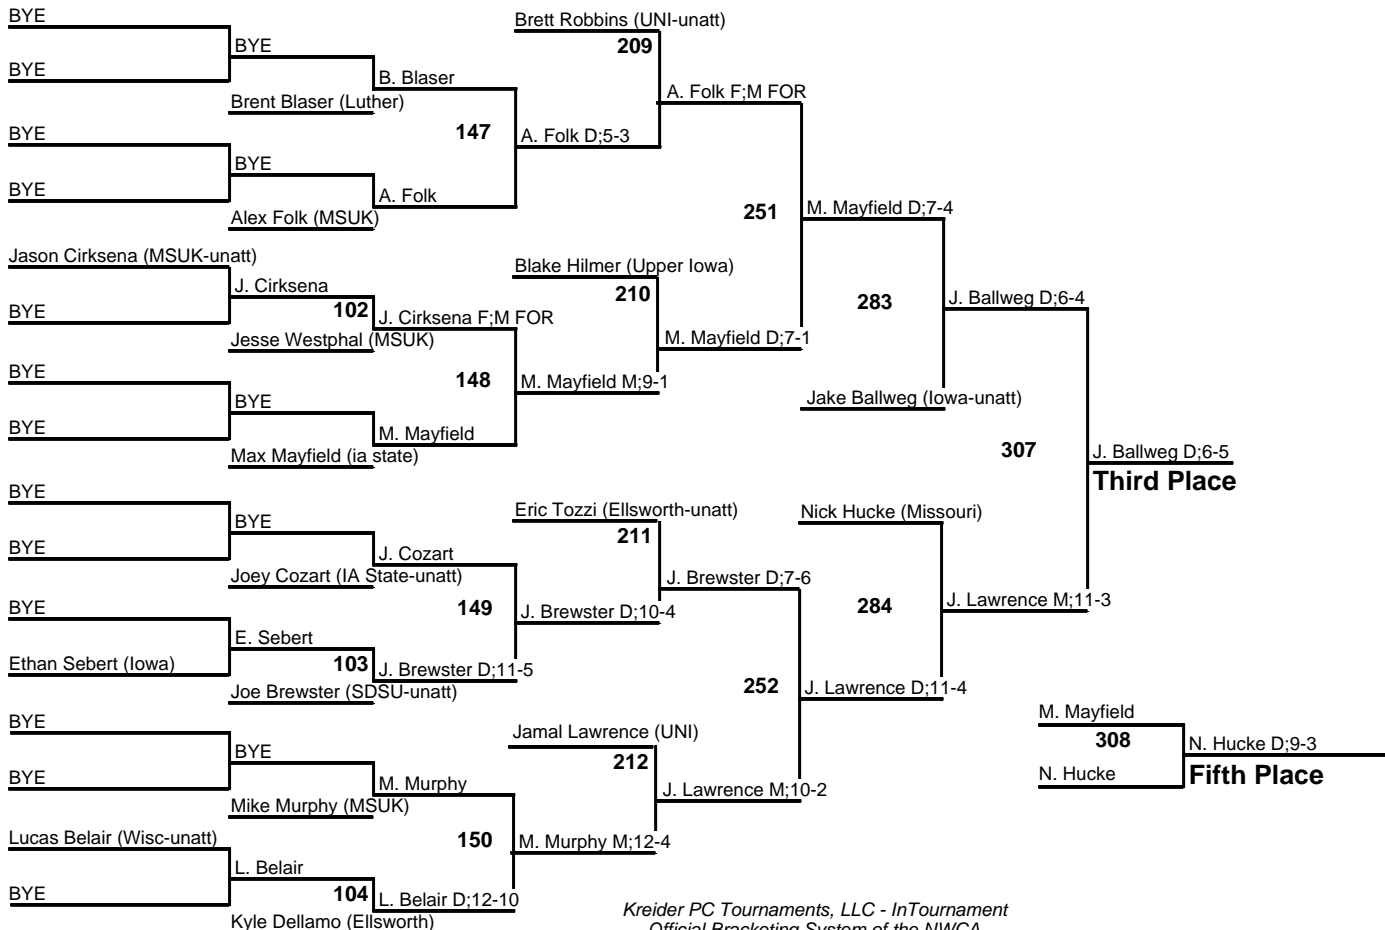 BYE
Brett Robbins (UNI-unatt)
209
BYE
BYE
B. Blaser
Brent Blaser (Luther)
A. Folk F;M FOR
147
A. Folk D;5-3
BYE
BYE
BYE
A. Folk
Alex Folk (MSUK)
251
M. Mayfield D;7-4
Jason Cirksena (MSUK-unatt)
Blake Hilmer (Upper Iowa)
J. Cirksena
210
283
J. Ballweg D;6-4
BYE
102
J. Cirksena F;M FOR
Jesse Westphal (MSUK)
M. Mayfield D;7-1
BYE
148
M. Mayfield M;9-1
Jake Ballweg (Iowa-unatt)
BYE
BYE
M. Mayfield
Max Mayfield (ia state)
307
J. Ballweg D;6-5
Third Place
BYE
Eric Tozzi (Ellsworth-unatt)
Nick Hucke (Missouri)
BYE
211
BYE
J. Cozart
Joey Cozart (IA State-unatt)
J. Brewster D;7-6
149
J. Brewster D;10-4
284
J. Lawrence M;11-3
BYE
E. Sebert
Ethan Sebert (Iowa)
103
J. Brewster D;11-5
Joe Brewster (SDSU-unatt)
252
J. Lawrence D;11-4
BYE
Jamal Lawrence (UNI)
M. Mayfield
308
N. Hucke D;9-3
BYE
212
BYE
M. Murphy
N. Hucke
Fifth Place
Mike Murphy (MSUK)
J. Lawrence M;10-2
Lucas Belair (Wisc-unatt)
150
M. Murphy M;12-4
L. Belair
BYE
104
L. Belair D;12-10
Kyle Dellamo (Ellsworth)
Kreider PC Tournaments, LLC - InTournament
Official Bracketing System of the NWCA